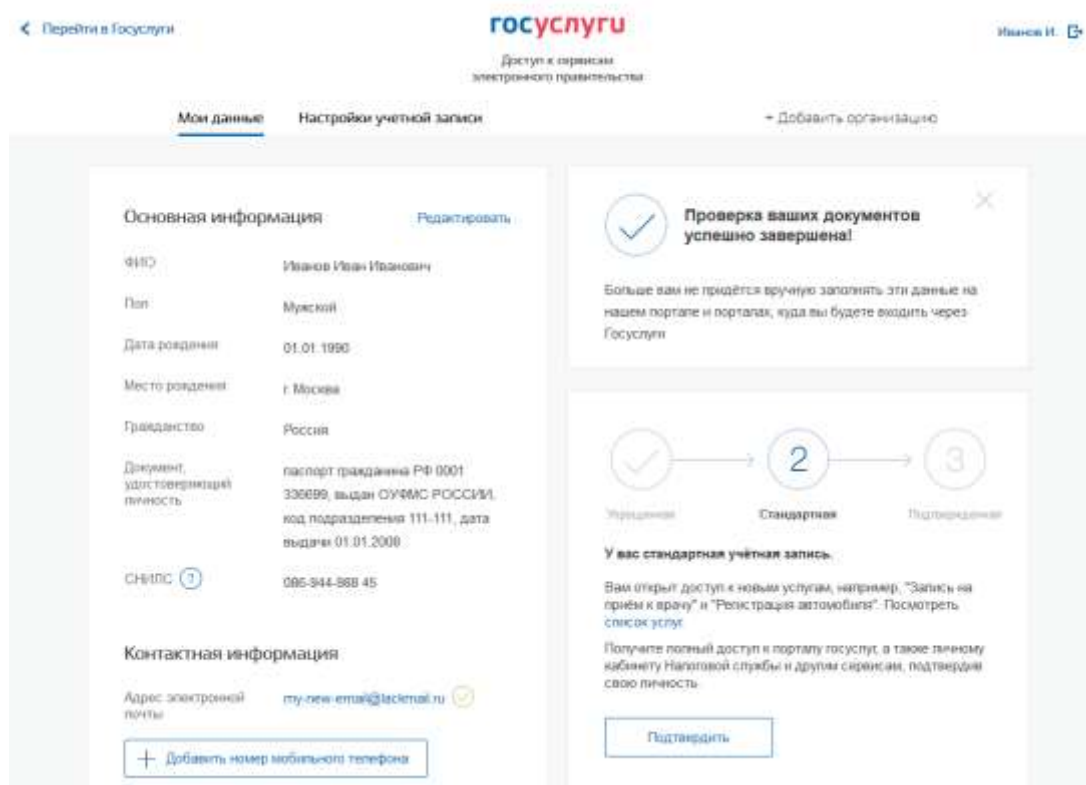 Перейти в Госуслуги
госуслуги
Иванов И.
Доступ к сервисам
электронного правительства
Мои данные
Настройки учетной записи
+ Добавить организацию
Основная информация
Редактировать
ФИО
Иванов Иван Иванович
Пол
Мужской
Дата рождения
01.01.1990
Место рождения
г. Москва
Гражданство
Россия
Документ,
удостоверяющий
личность
паспорт гражданина РФ 0001
336699, выдан ОУФМС РОССИИ,
код подразделения 111-111, дата
выдачи 01.01.2008
СНИЛС ?
Контактная информация
Адрес электронной
почты
my-new-email@lackmail.ru
+ Добавить номер мобильного телефона
Проверка ваших документов
успешно завершена!
Больше вам не придётся вручную заполнять эти данные на
нашем портале и порталах, куда вы будете входить через
Госуслуги
2
3
Упрощенная
Стандартная
Подтвержденная
У вас стандартная учётная запись.
Вам открыт доступ к новым услугам, например, "Запись на
приём к врачу" и "Регистрация автомобиля". Посмотреть
список услуг
Получите полный доступ к порталу госуслуг, а также личному
кабинету Налоговой службы и другим сервисам, подтвердив
свою личность
Подтвердить